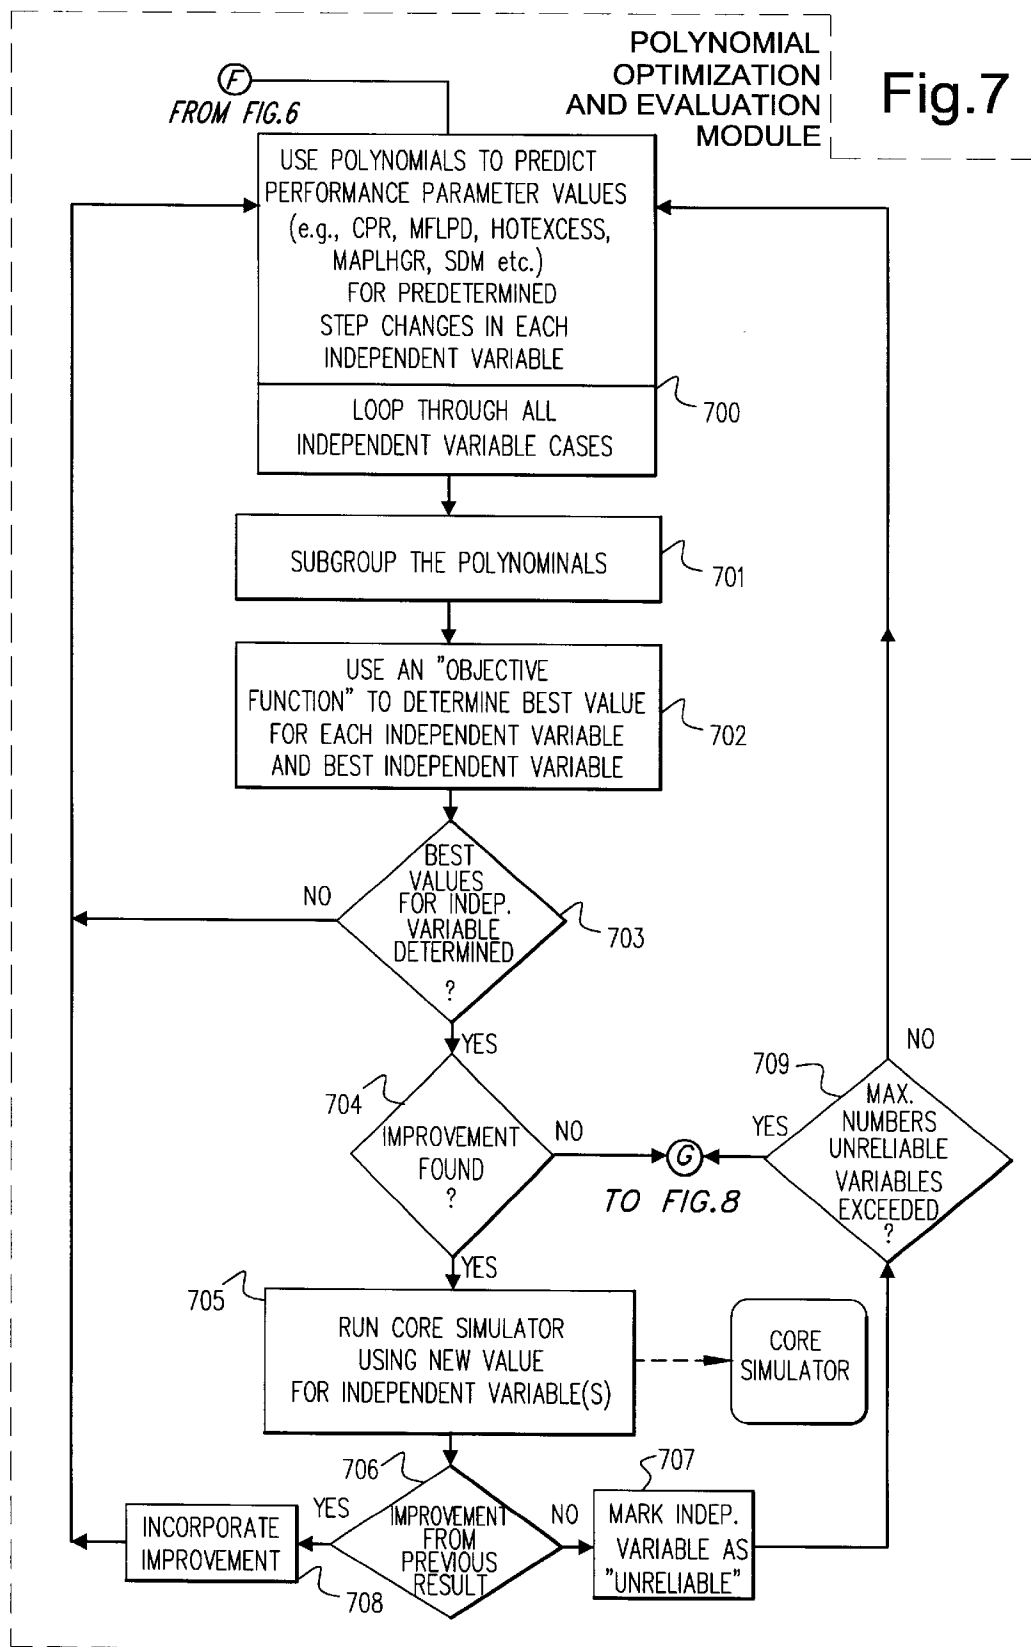 POLYNOMIAL
OPTIMIZATION
AND EVALUATION
MODULE
Fig.7
F
FROM FIG.6
USE POLYNOMIALS TO PREDICT
PERFORMANCE PARAMETER VALUES
(e.g., CPR, MFLPD, HOTEXCESS,
MAPLHGR, SDM etc.)
FOR PREDETERMINED
STEP CHANGES IN EACH
INDEPENDENT VARIABLE
700
LOOP THROUGH ALL
INDEPENDENT VARIABLE CASES
SUBGROUP THE POLYNOMINALS
701
USE AN "OBJECTIVE
FUNCTION" TO DETERMINE BEST VALUE
FOR EACH INDEPENDENT VARIABLE
AND BEST INDEPENDENT VARIABLE
702
BEST
VALUES
FOR INDEP.
VARIABLE
DETERMINED
?
NO
703
YES
704
IMPROVEMENT
FOUND
?
NO
G
TO FIG.8
YES
709
MAX.
NUMBERS
UNRELIABLE
VARIABLES
EXCEEDED
?
NO
YES
705
RUN CORE SIMULATOR
USING NEW VALUE
FOR INDEPENDENT VARIABLE(S)
CORE
SIMULATOR
706
IMPROVEMENT
FROM
PREVIOUS
RESULT
YES
NO
707
MARK INDEP.
VARIABLE AS
"UNRELIABLE"
INCORPORATE
IMPROVEMENT
708